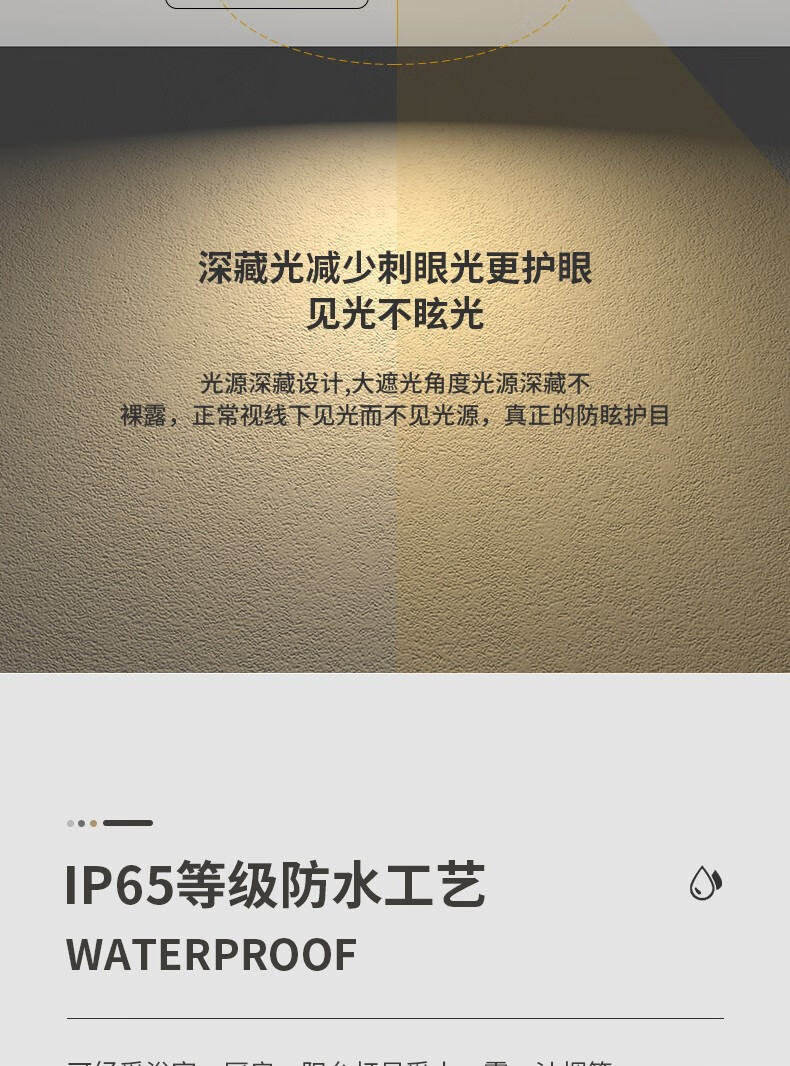 深藏光减少刺眼光更护眼
见光不眩光
光源深藏设计,大遮光角度光源深藏不
裸露，正常视线下见光而不见光源，真正的防眩护目
IP65等级防水工艺
WATERPROOF